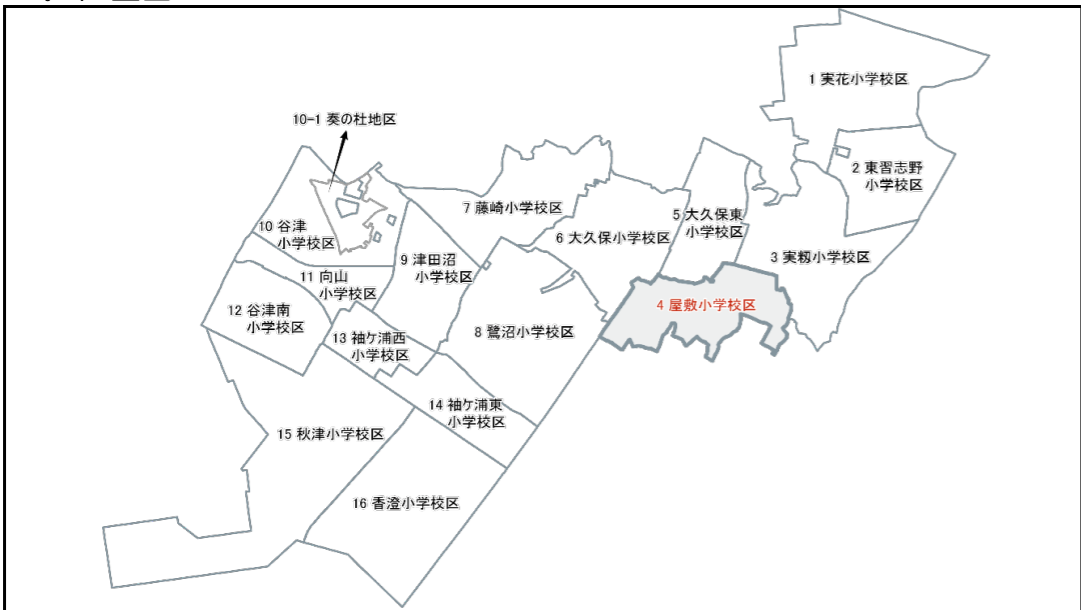 1 実花小学校区
10-1 奏の杜地区
2 東習志野
小学校区
7 藤崎小学校区
5 大久保東
小学校区
10 谷津
小学校区
6 大久保小学校区
9 津田沼
小学校区
3 実籾小学校区
11 向山
小学校区
4 屋敷小学校区
12 谷津南
小学校区
8 鷺沼小学校区
13 袖ケ浦西
小学校区
14 袖ケ浦東
小学校区
15 秋津小学校区
16 香澄小学校区